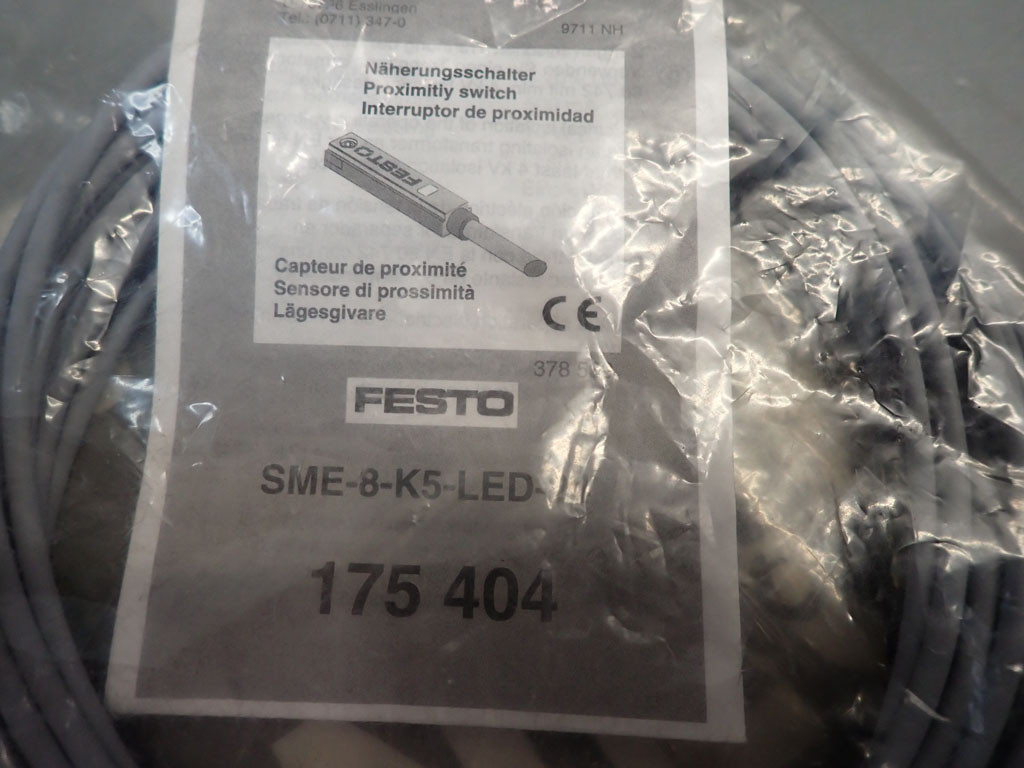 Esslingen
Tel.: (0711) 347-0
9711 NH
Näherungsschalter
Proximitiy switch
Interruptor de proximidad
FESTO
Capteur de proximité
Sensore di prossimità
Lägesgivare
CE
378
FESTO
SME-8-K5-LED-
175 404